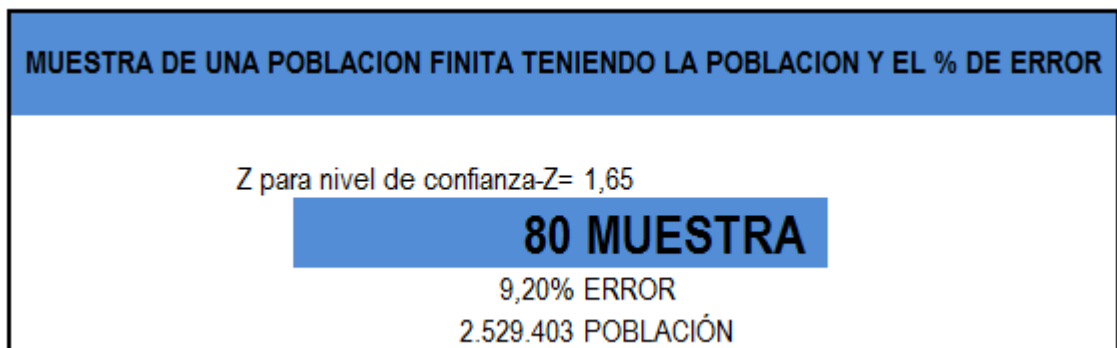 MUESTRA DE UNA POBLACION FINITA TENIENDO LA POBLACION Y EL % DE ERROR
Z para nivel de confianza-Z= 1,65
80 MUESTRA
9,20% ERROR
2.529.403 POBLACIÓN